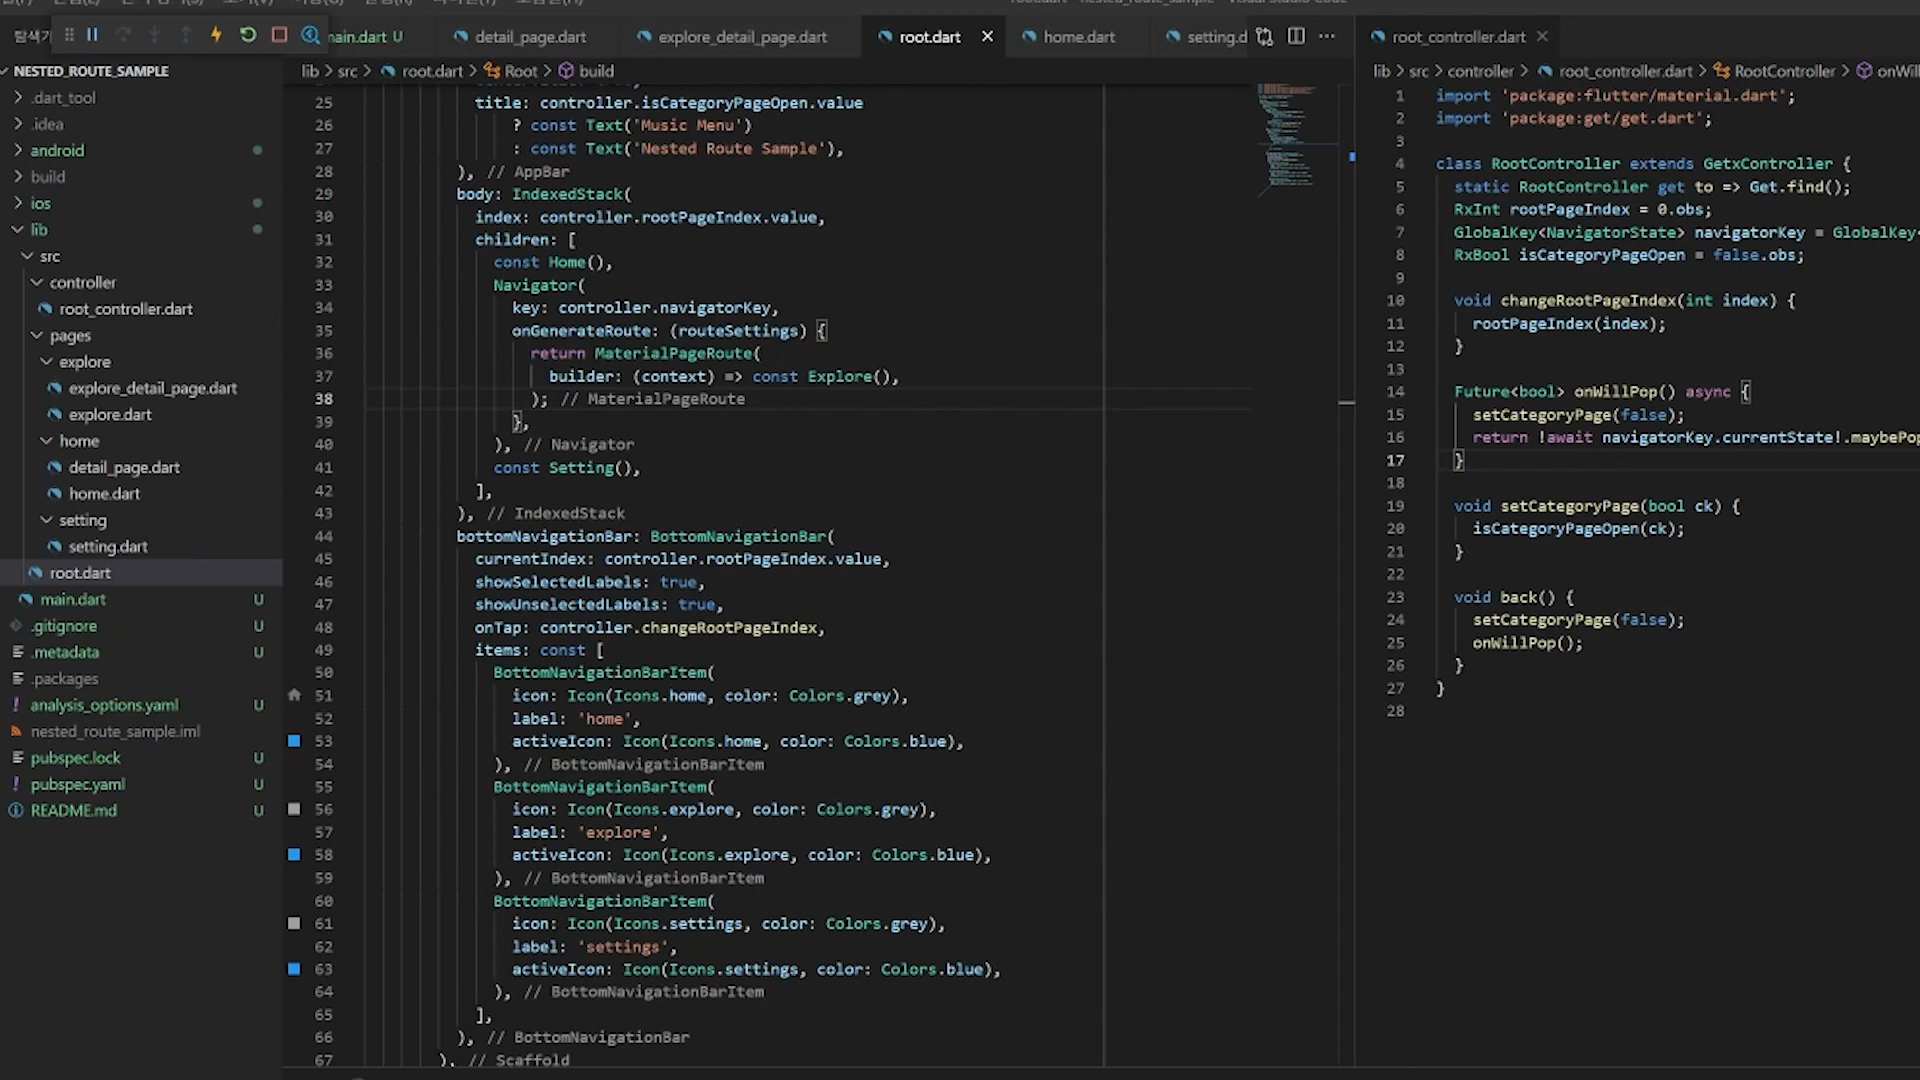 탐색기
main.dart U
detail_page.dart
explore_detail_page.dart
root.dart
home.dart
setting.d
root_controller.dart
NESTED_ROUTE_SAMPLE
.dart_tool
.idea
android
build
ios
lib
src
controller
root_controller.dart
pages
explore
explore_detail_page.dart
explore.dart
home
detail_page.dart
home.dart
setting
setting.dart
root.dart
main.dart U
.gitignore U
.metadata U
.packages
analysis_options.yaml U
nested_route_sample.iml
pubspec.lock U
pubspec.yaml U
README.md U
lib > src > root.dart > Root > build
25 title: controller.isCategoryPageOpen.value
26 ? const Text('Music Menu')
27 : const Text('Nested Route Sample'),
28 ), // AppBar
29 body: IndexedStack(
30 index: controller.rootPageIndex.value,
31 children: [
32 const Home(),
33 Navigator(
34 key: controller.navigatorKey,
35 onGenerateRoute: (routeSettings) {
36 return MaterialPageRoute(
37 builder: (context) => const Explore(),
38 ); // MaterialPageRoute
39 },
40 ), // Navigator
41 const Setting(),
42 ],
43 ), // IndexedStack
44 bottomNavigationBar: BottomNavigationBar(
45 currentIndex: controller.rootPageIndex.value,
46 showSelectedLabels: true,
47 showUnselectedLabels: true,
48 onTap: controller.changeRootPageIndex,
49 items: const [
50 BottomNavigationBarItem(
51 icon: Icon(Icons.home, color: Colors.grey),
52 label: 'home',
53 activeIcon: Icon(Icons.home, color: Colors.blue),
54 ), // BottomNavigationBarItem
55 BottomNavigationBarItem(
56 icon: Icon(Icons.explore, color: Colors.grey),
57 label: 'explore',
58 activeIcon: Icon(Icons.explore, color: Colors.blue),
59 ), // BottomNavigationBarItem
60 BottomNavigationBarItem(
61 icon: Icon(Icons.settings, color: Colors.grey),
62 label: 'settings',
63 activeIcon: Icon(Icons.settings, color: Colors.blue),
64 ), // BottomNavigationBarItem
65 ],
66 ), // BottomNavigationBar
67 ), // Scaffold
lib > src > controller > root_controller.dart > RootController > onWill
1 import 'package:flutter/material.dart';
2 import 'package:get/get.dart';
3
4 class RootController extends GetxController {
5 static RootController get to => Get.find();
6 RxInt rootPageIndex = 0.obs;
7 GlobalKey<NavigatorState> navigatorKey = GlobalKey<
8 RxBool isCategoryPageOpen = false.obs;
9
10 void changeRootPageIndex(int index) {
11 rootPageIndex(index);
12 }
13
14 Future<bool> onWillPop() async {
15 setCategoryPage(false);
16 return !await navigatorKey.currentState!.maybePop
17 }
18
19 void setCategoryPage(bool ck) {
20 isCategoryPageOpen(ck);
21 }
22
23 void back() {
24 setCategoryPage(false);
25 onWillPop();
26 }
27 }
28